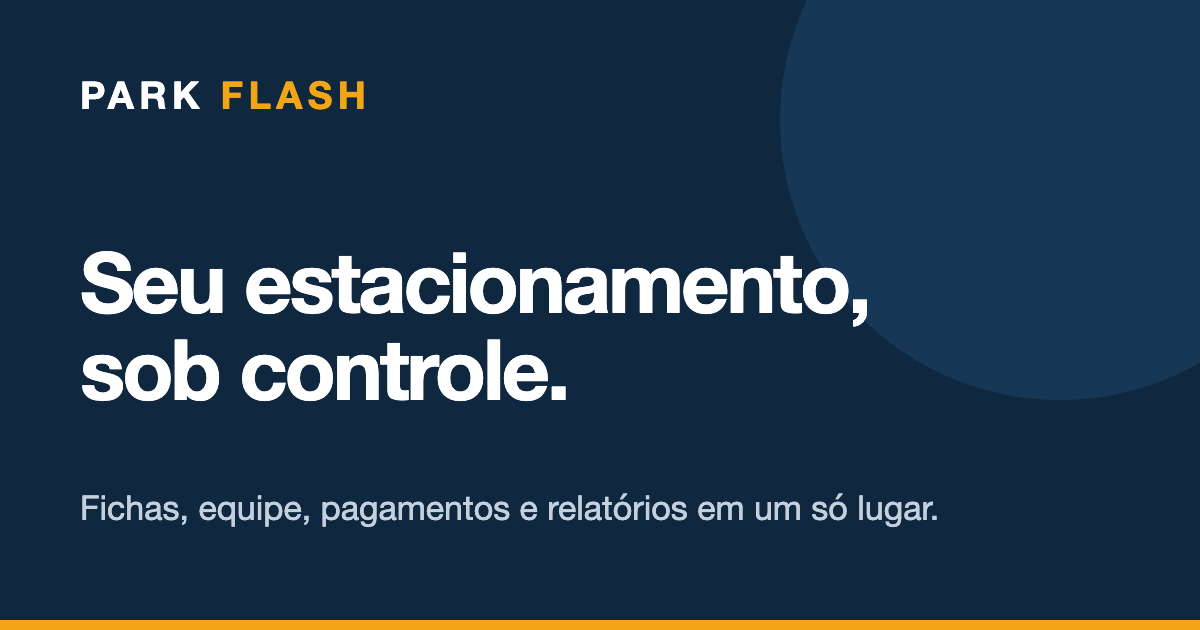 PARK FLASH
Seu estacionamento,
sob controle.
Fichas, equipe, pagamentos e relatórios em um só lugar.